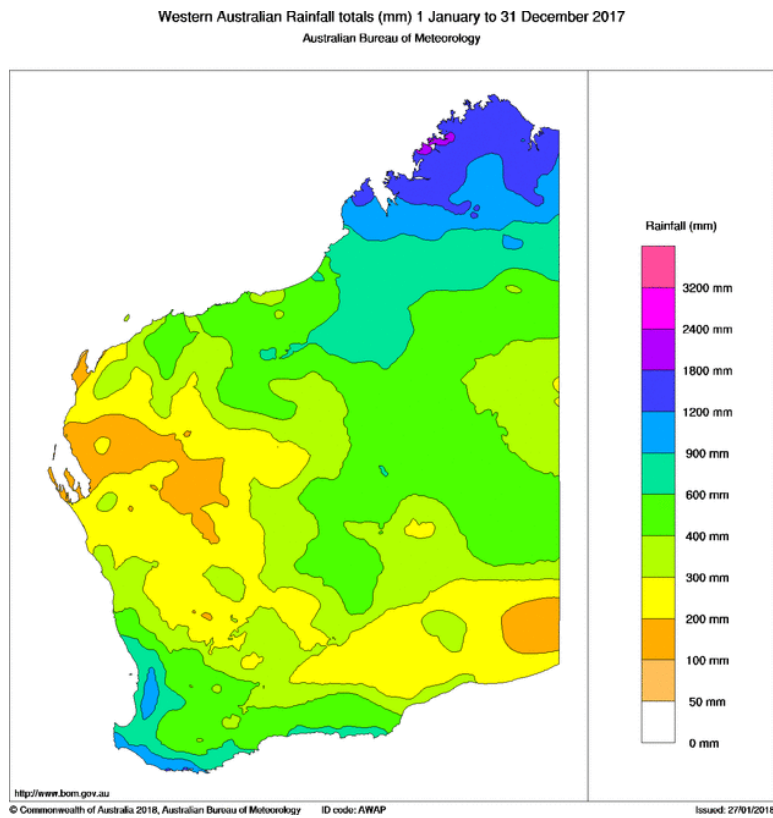 Western Australian Rainfall totals (mm) 1 January to 31 December 2017
Australian Bureau of Meteorology
Rainfall (mm)
3200 mm
2400 mm
1800 mm
1200 mm
900 mm
600 mm
400 mm
300 mm
200 mm
100 mm
50 mm
0 mm
http://www.bom.gov.au
© Commonwealth of Australia 2018, Australian Bureau of Meteorology ID code: AWAP Issued: 27/01/2018